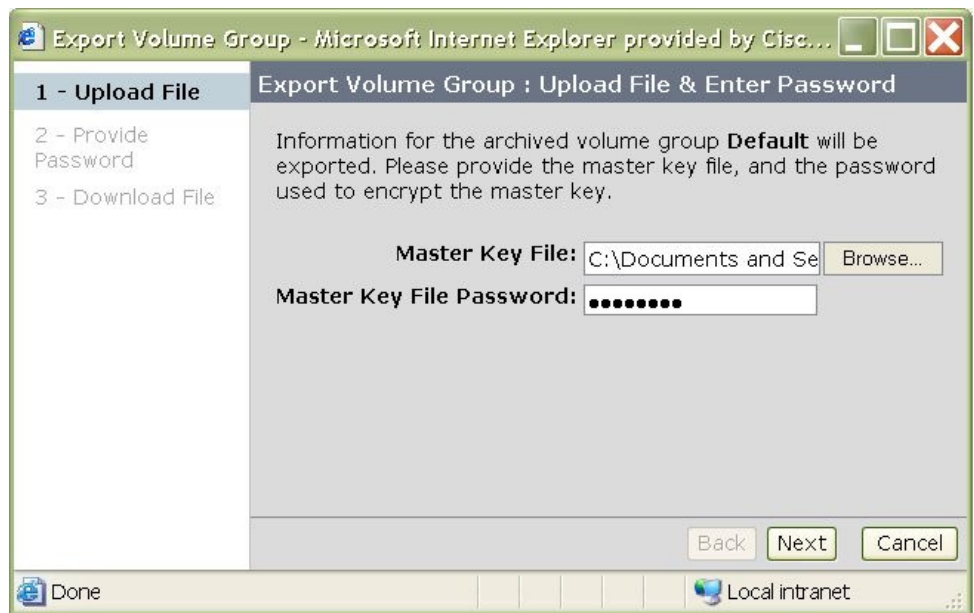 Export Volume Group - Microsoft Internet Explorer provided by Cisc...
1 - Upload File
2 - Provide
Password
3 - Download File
Export Volume Group : Upload File & Enter Password
Information for the archived volume group Default will be
exported. Please provide the master key file, and the password
used to encrypt the master key.
Master Key File: C:\Documents and Se Browse...
Master Key File Password: ••••••••
Back Next Cancel
Done Local intranet